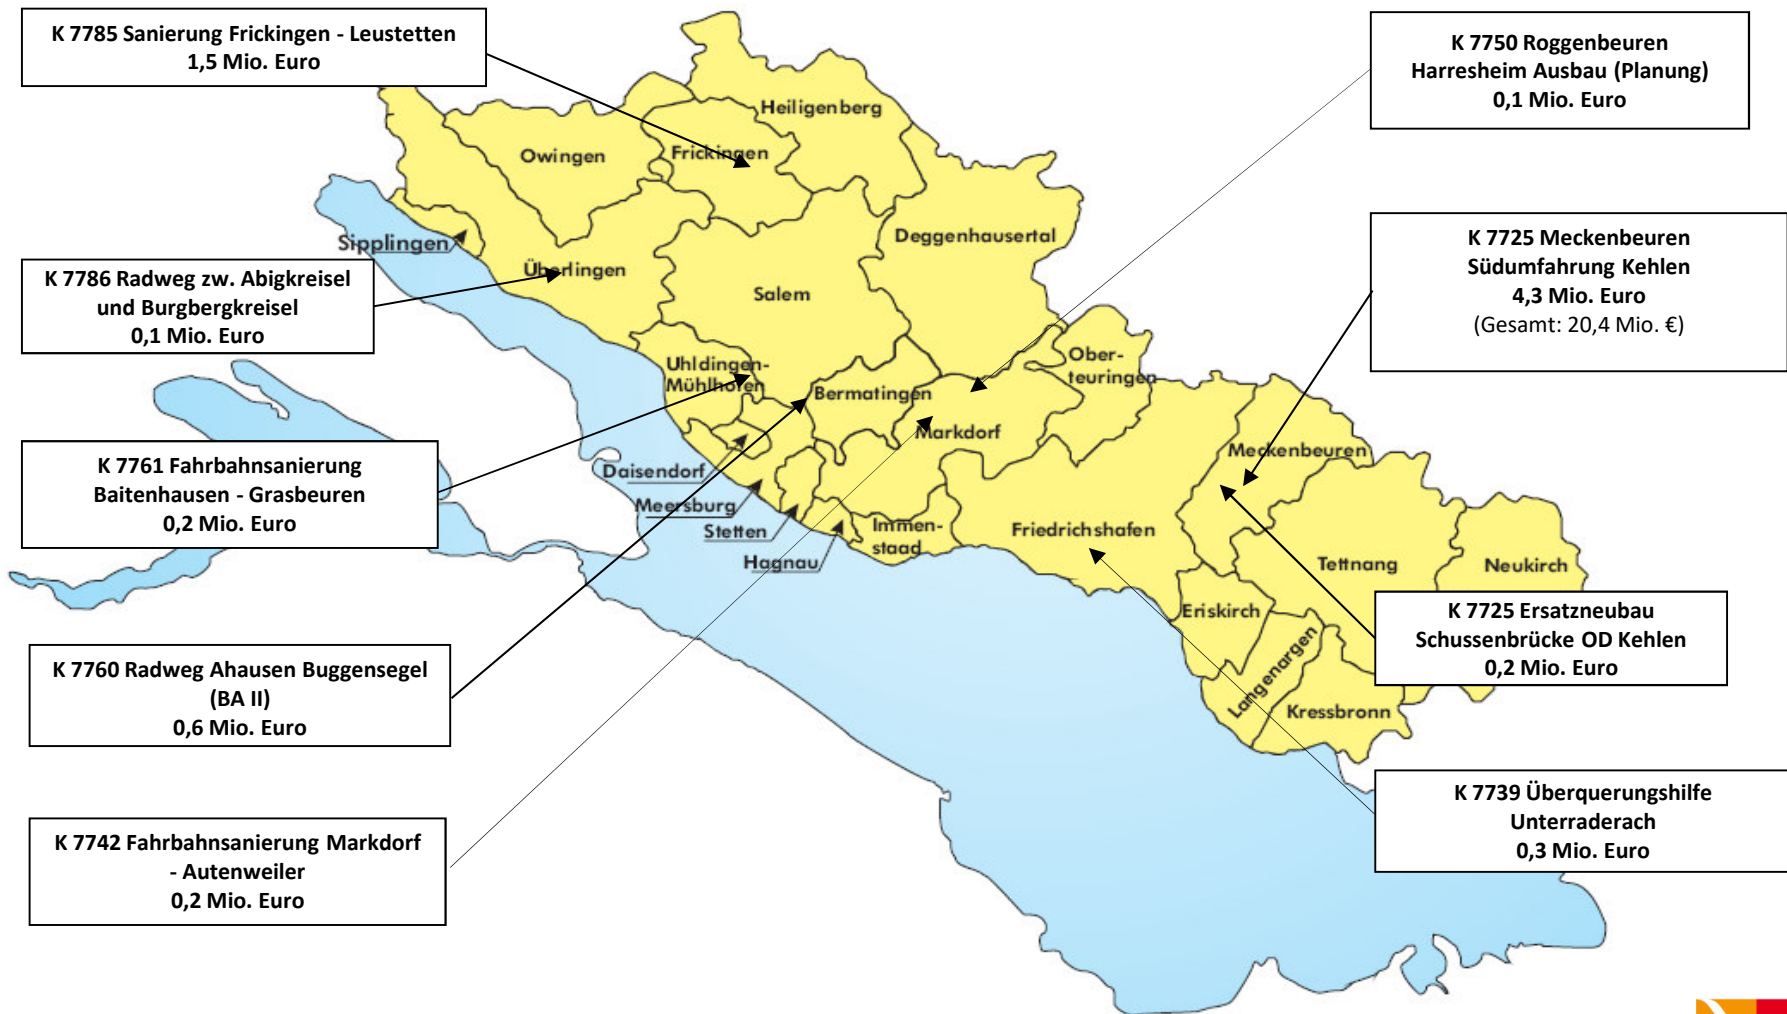 K 7785 Sanierung Frickingen - Leustetten
1,5 Mio. Euro
K 7750 Roggenbeuren
Harresheim Ausbau (Planung)
0,1 Mio. Euro
K 7725 Meckenbeuren
Südumfahrung Kehlen
4,3 Mio. Euro
(Gesamt: 20,4 Mio. €)
K 7786 Radweg zw. Abigkreisel
und Burgbergkreisel
0,1 Mio. Euro
K 7761 Fahrbahnsanierung
Baitenhausen - Grasbeuren
0,2 Mio. Euro
K 7725 Ersatzneubau
Schussenbrücke OD Kehlen
0,2 Mio. Euro
K 7760 Radweg Ahausen Buggensegel
(BA II)
0,6 Mio. Euro
K 7739 Überquerungshilfe
Unterraderach
0,3 Mio. Euro
K 7742 Fahrbahnsanierung Markdorf
- Autenweiler
0,2 Mio. Euro
Heiligenberg
Owingen
Frickingen
Sipplingen
Deggenhausertal
Überlingen
Salem
Uhldingen-
Mühlhofen
Ober-
teuringen
Bermatingen
Markdorf
Meckenbeuren
Daisendorf
Meersburg
Stetten
Hagnau
Immen-
staad
Friedrichshafen
Tettnang
Neukirch
Eriskirch
Langenargen
Kressbronn